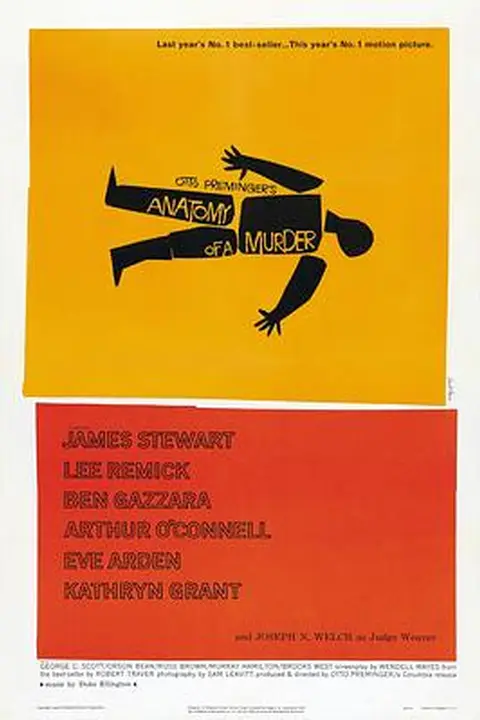 Last year's No. 1 best-seller...This year's No. 1 motion picture.
OTTO PREMINGER'S
ANATOMY
OF A MURDER
JAMES STEWART
LEE REMICK
BEN GAZZARA
ARTHUR O'CONNELL
EVE ARDEN
KATHRYN GRANT
and JOSEPH N. WELCH as Judge Weaver
GEORGE C. SCOTT/ORSON BEAN/RUSS BROWN/MURRAY HAMILTON/BROOKS WEST screenplay by WENDELL MAYES from
the best-seller by ROBERT TRAVER photography by SAM LEAVITT produced & directed by OTTO PREMINGER/a Columbia release
music by Duke Ellington